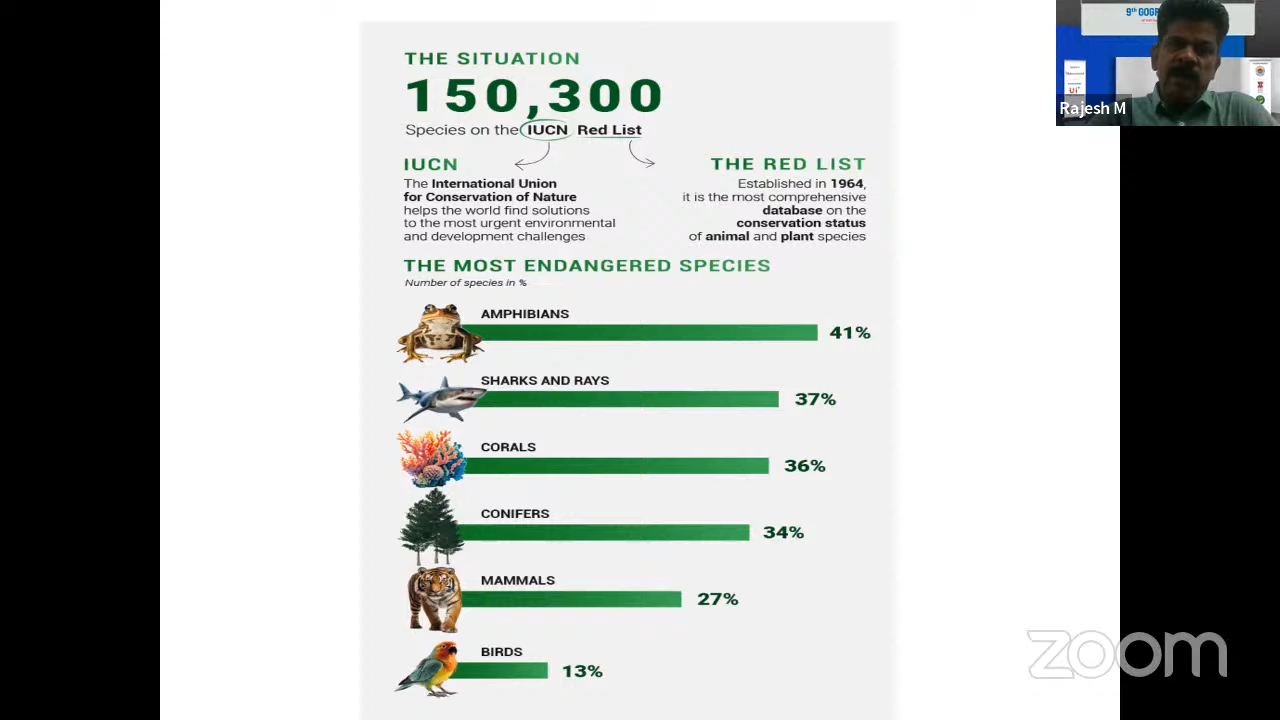 THE SITUATION
150,300
Species on the IUCN Red List
IUCN
The International Union
for Conservation of Nature
helps the world find solutions
to the most urgent environmental
and development challenges
THE RED LIST
Established in 1964,
it is the most comprehensive
database on the
conservation status
of animal and plant species
THE MOST ENDANGERED SPECIES
Number of species in %
AMPHIBIANS
41%
SHARKS AND RAYS
37%
CORALS
36%
CONIFERS
34%
MAMMALS
27%
BIRDS
13%
9th
Rajesh M
zoom